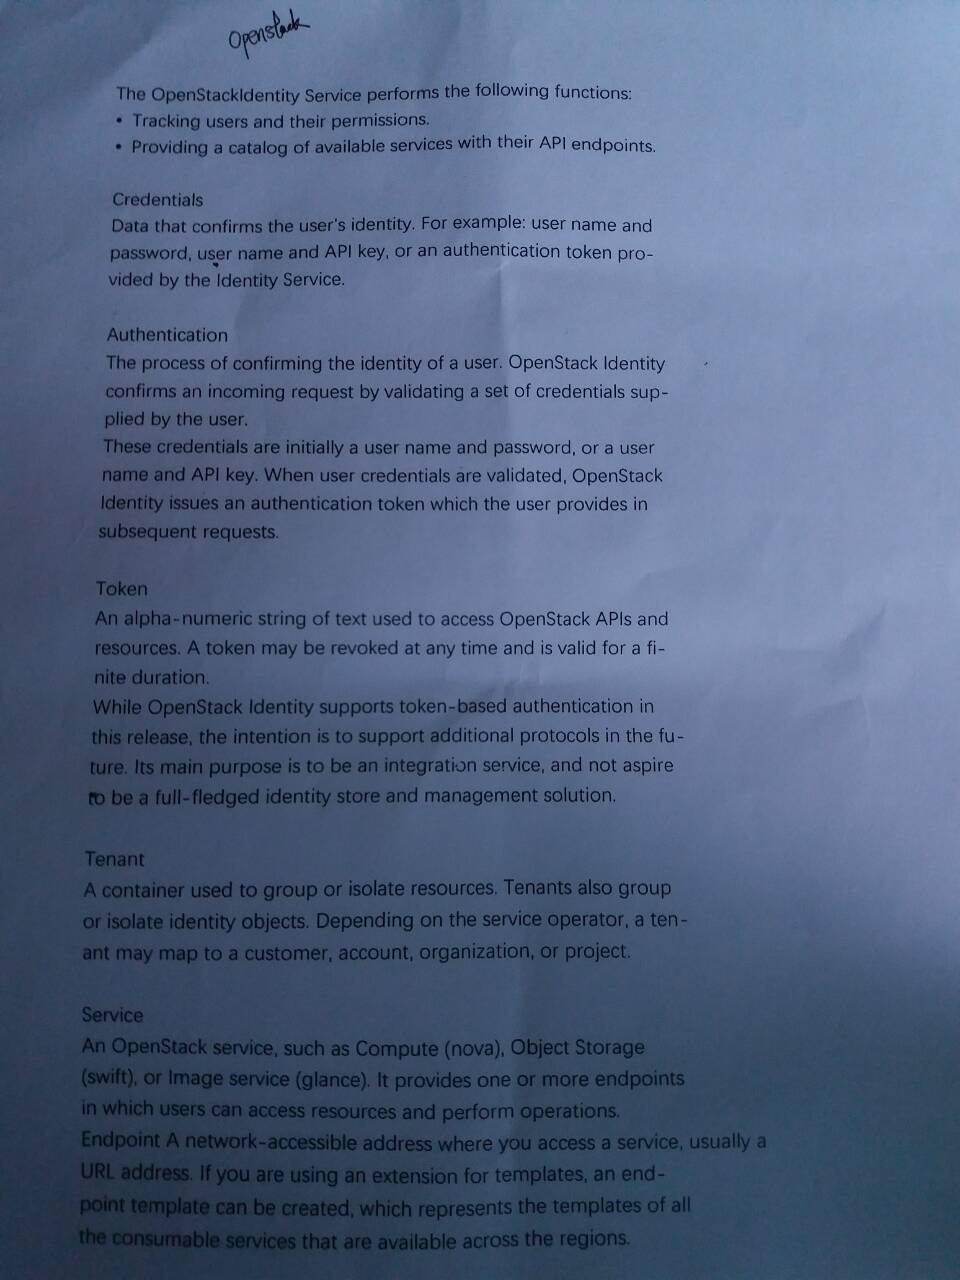 Openstack
The OpenStackIdentity Service performs the following functions:
• Tracking users and their permissions.
• Providing a catalog of available services with their API endpoints.
Credentials
Data that confirms the user's identity. For example: user name and
password, user name and API key, or an authentication token pro-
vided by the Identity Service.
Authentication
The process of confirming the identity of a user. OpenStack Identity
confirms an incoming request by validating a set of credentials sup-
plied by the user.
These credentials are initially a user name and password, or a user
name and API key. When user credentials are validated, OpenStack
Identity issues an authentication token which the user provides in
subsequent requests.
Token
An alpha-numeric string of text used to access OpenStack APIs and
resources. A token may be revoked at any time and is valid for a fi-
nite duration.
While OpenStack Identity supports token-based authentication in
this release, the intention is to support additional protocols in the fu-
ture. Its main purpose is to be an integration service, and not aspire
to be a full-fledged identity store and management solution.
Tenant
A container used to group or isolate resources. Tenants also group
or isolate identity objects. Depending on the service operator, a ten-
ant may map to a customer, account, organization, or project.
Service
An OpenStack service, such as Compute (nova), Object Storage
(swift), or Image service (glance). It provides one or more endpoints
in which users can access resources and perform operations.
Endpoint A network-accessible address where you access a service, usually a
URL address. If you are using an extension for templates, an end-
point template can be created, which represents the templates of all
the consumable services that are available across the regions.